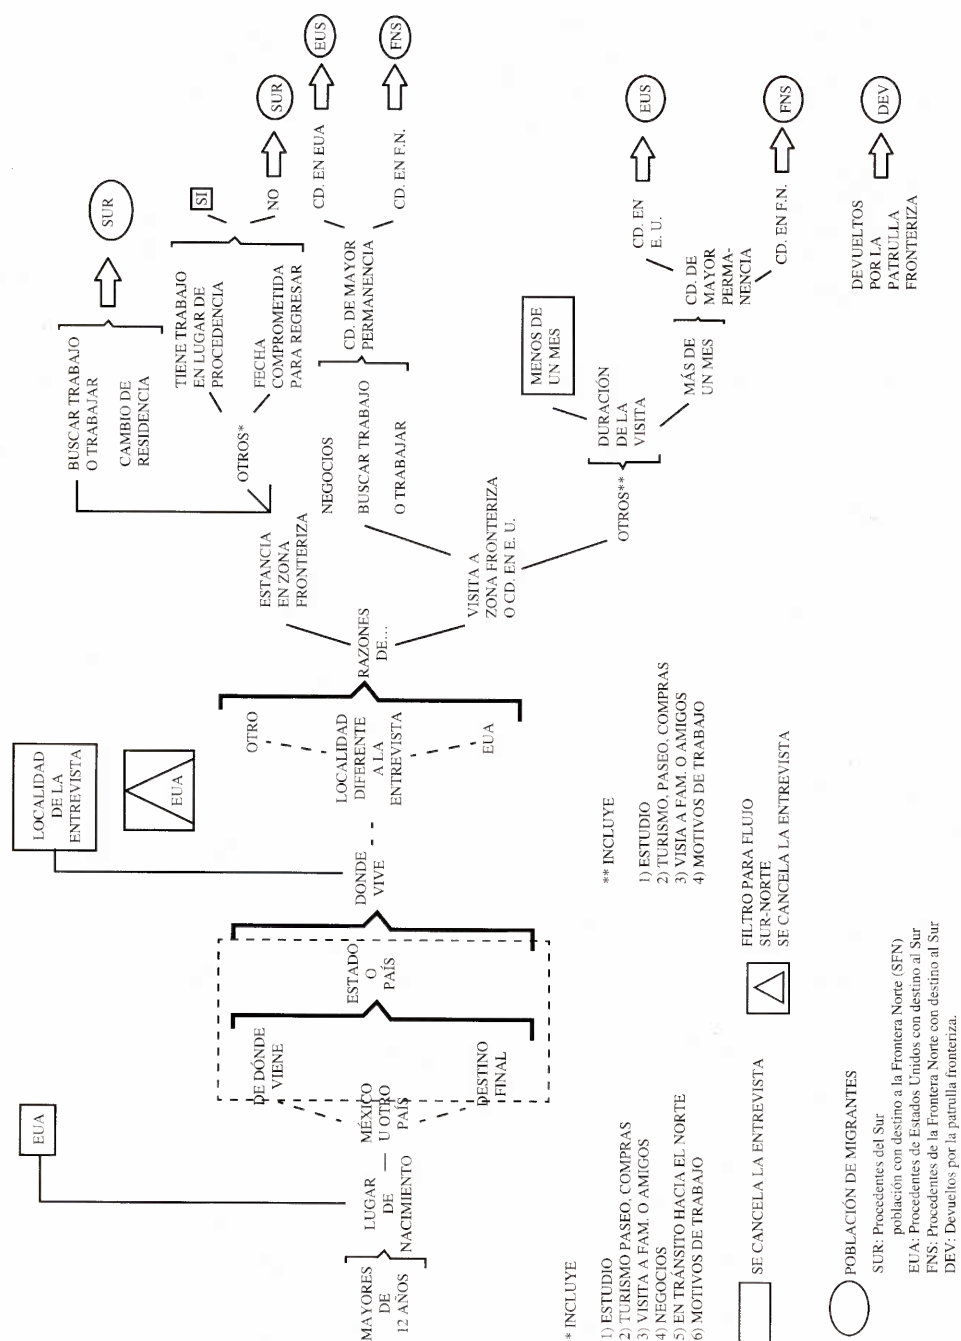 MAYORES
DE
12 AÑOS
LUGAR
DE
NACIMIENTO
EUA
MÉXICO
U OTRO
PAÍS
DE DÓNDE
VIENE
DESTINO
FINAL
ESTADO
O
PAÍS
DONDE
VIVE
LOCALIDAD
DE LA
ENTREVISTA
EUA
OTRO
LOCALIDAD
DIFERENTE
A LA
ENTREVISTA
EUA
RAZONES
DE...
ESTANCIA
EN ZONA
FRONTERIZA
VISITA A
ZONA FRONTERIZA
O CD. EN E. U.
BUSCAR TRABAJO
O TRABAJAR
CAMBIO DE
RESIDENCIA
SUR
OTROS*
TIENE TRABAJO
EN LUGAR DE
PROCEDENCIA
FECHA
COMPROMETIDA
PARA REGRESAR
SI
NO
SUR
NEGOCIOS
BUSCAR TRABAJO
O TRABAJAR
CD. DE MAYOR
PERMANENCIA
CD. EN EUA
EUS
CD. EN F.N.
FNS
OTROS**
DURACIÓN
DE LA
VISITA
MENOS DE
UN MES
MÁS DE
UN MES
CD. DE
MAYOR
PERMA-
NENCIA
CD. EN
E. U.
EUS
CD. EN F.N.
FNS
DEVUELTOS
POR LA
PATRULLA
FRONTERIZA
DEV
* INCLUYE
1) ESTUDIO
2) TURISMO PASEO, COMPRAS
3) VISITA A FAM. O AMIGOS
4) NEGOCIOS
5) EN TRÁNSITO HACIA EL NORTE
6) MOTIVOS DE TRABAJO
** INCLUYE
1) ESTUDIO
2) TURISMO, PASEO, COMPRAS
3) VISIA A FAM. O AMIGOS
4) MOTIVOS DE TRABAJO
SE CANCELA LA ENTREVISTA
FILTRO PARA FLUJO
SUR-NORTE
SE CANCELA LA ENTREVISTA
POBLACIÓN DE MIGRANTES
SUR: Procedentes del Sur
población con destino a la Frontera Norte (SFN)
EUA: Procedentes de Estados Unidos con destino al Sur
FNS: Procedentes de la Frontera Norte con destino al Sur
DEV: Devueltos por la patrulla fronteriza.